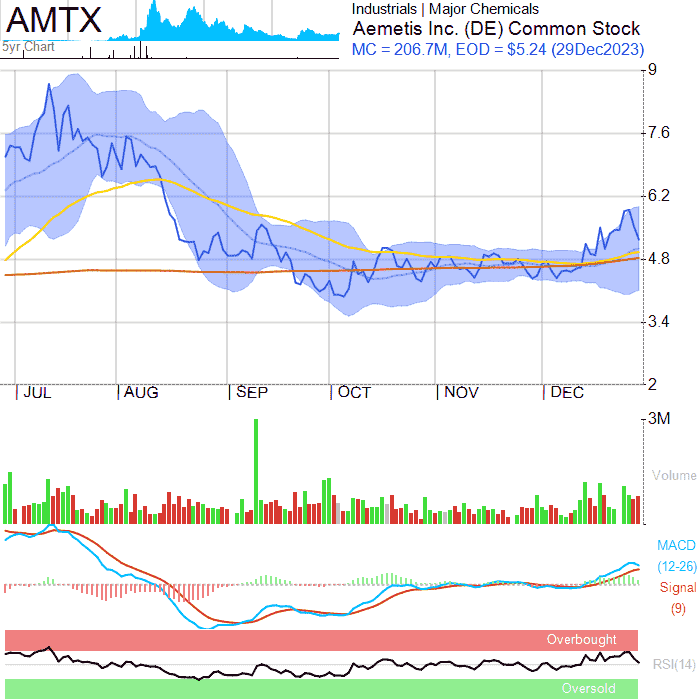 AMTX
5yr Chart
Industrials | Major Chemicals
Aemetis Inc. (DE) Common Stock
MC = 206.7M, EOD = $5.24 (29Dec2023)
9
7.6
6.2
4.8
3.4
2
JUL AUG SEP OCT NOV DEC
3M
Volume
MACD
(12-26)
Signal
(9)
Overbought
RSI(14)
Oversold